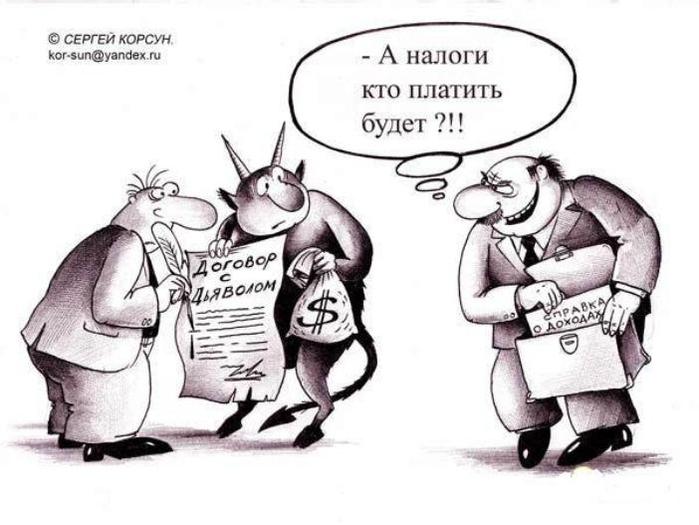 © СЕРГЕЙ КОРСУН.
kor-sun@yandex.ru
- А налоги
кто платить
будет ?!!
ДОГОВОР
С
ДЬЯВОЛОМ
$
СПРАВКА
О ДОХОДАХ